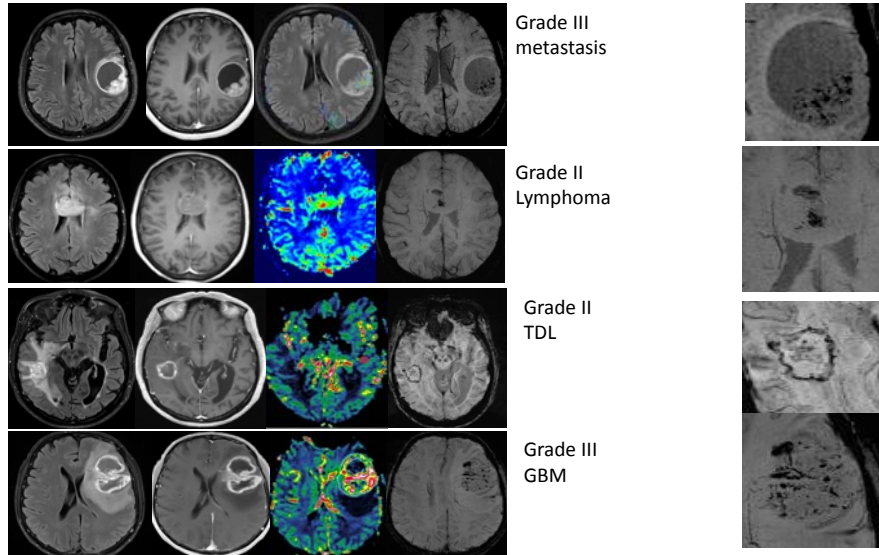 Grade III
metastasis
Grade II
Lymphoma
Grade II
TDL
Grade III
GBM